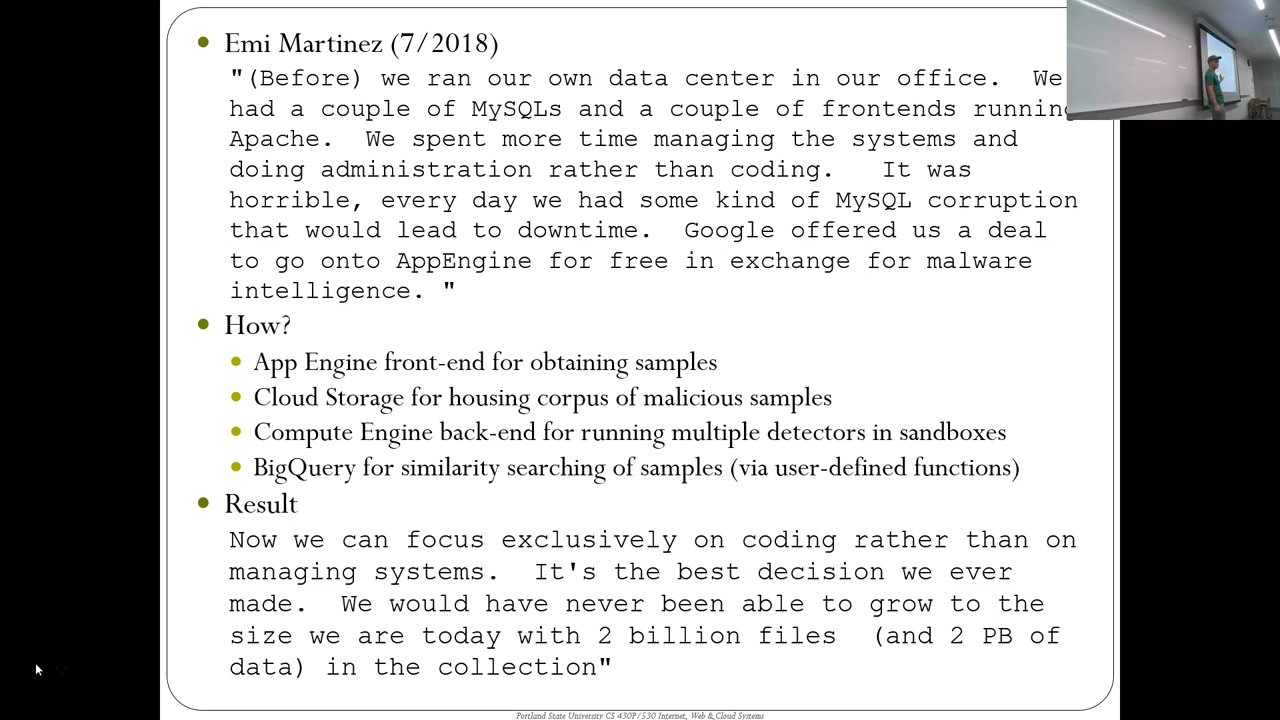 Emi Martinez (7/2018)
"(Before) we ran our own data center in our office. We
had a couple of MySQLs and a couple of frontends running
Apache. We spent more time managing the systems and
doing administration rather than coding. It was
horrible, every day we had some kind of MySQL corruption
that would lead to downtime. Google offered us a deal
to go onto AppEngine for free in exchange for malware
intelligence. "
How?
App Engine front-end for obtaining samples
Cloud Storage for housing corpus of malicious samples
Compute Engine back-end for running multiple detectors in sandboxes
BigQuery for similarity searching of samples (via user-defined functions)
Result
Now we can focus exclusively on coding rather than on
managing systems. It's the best decision we ever
made. We would have never been able to grow to the
size we are today with 2 billion files (and 2 PB of
data) in the collection"
Portland State University CS 430P/530 Internet, Web & Cloud Systems